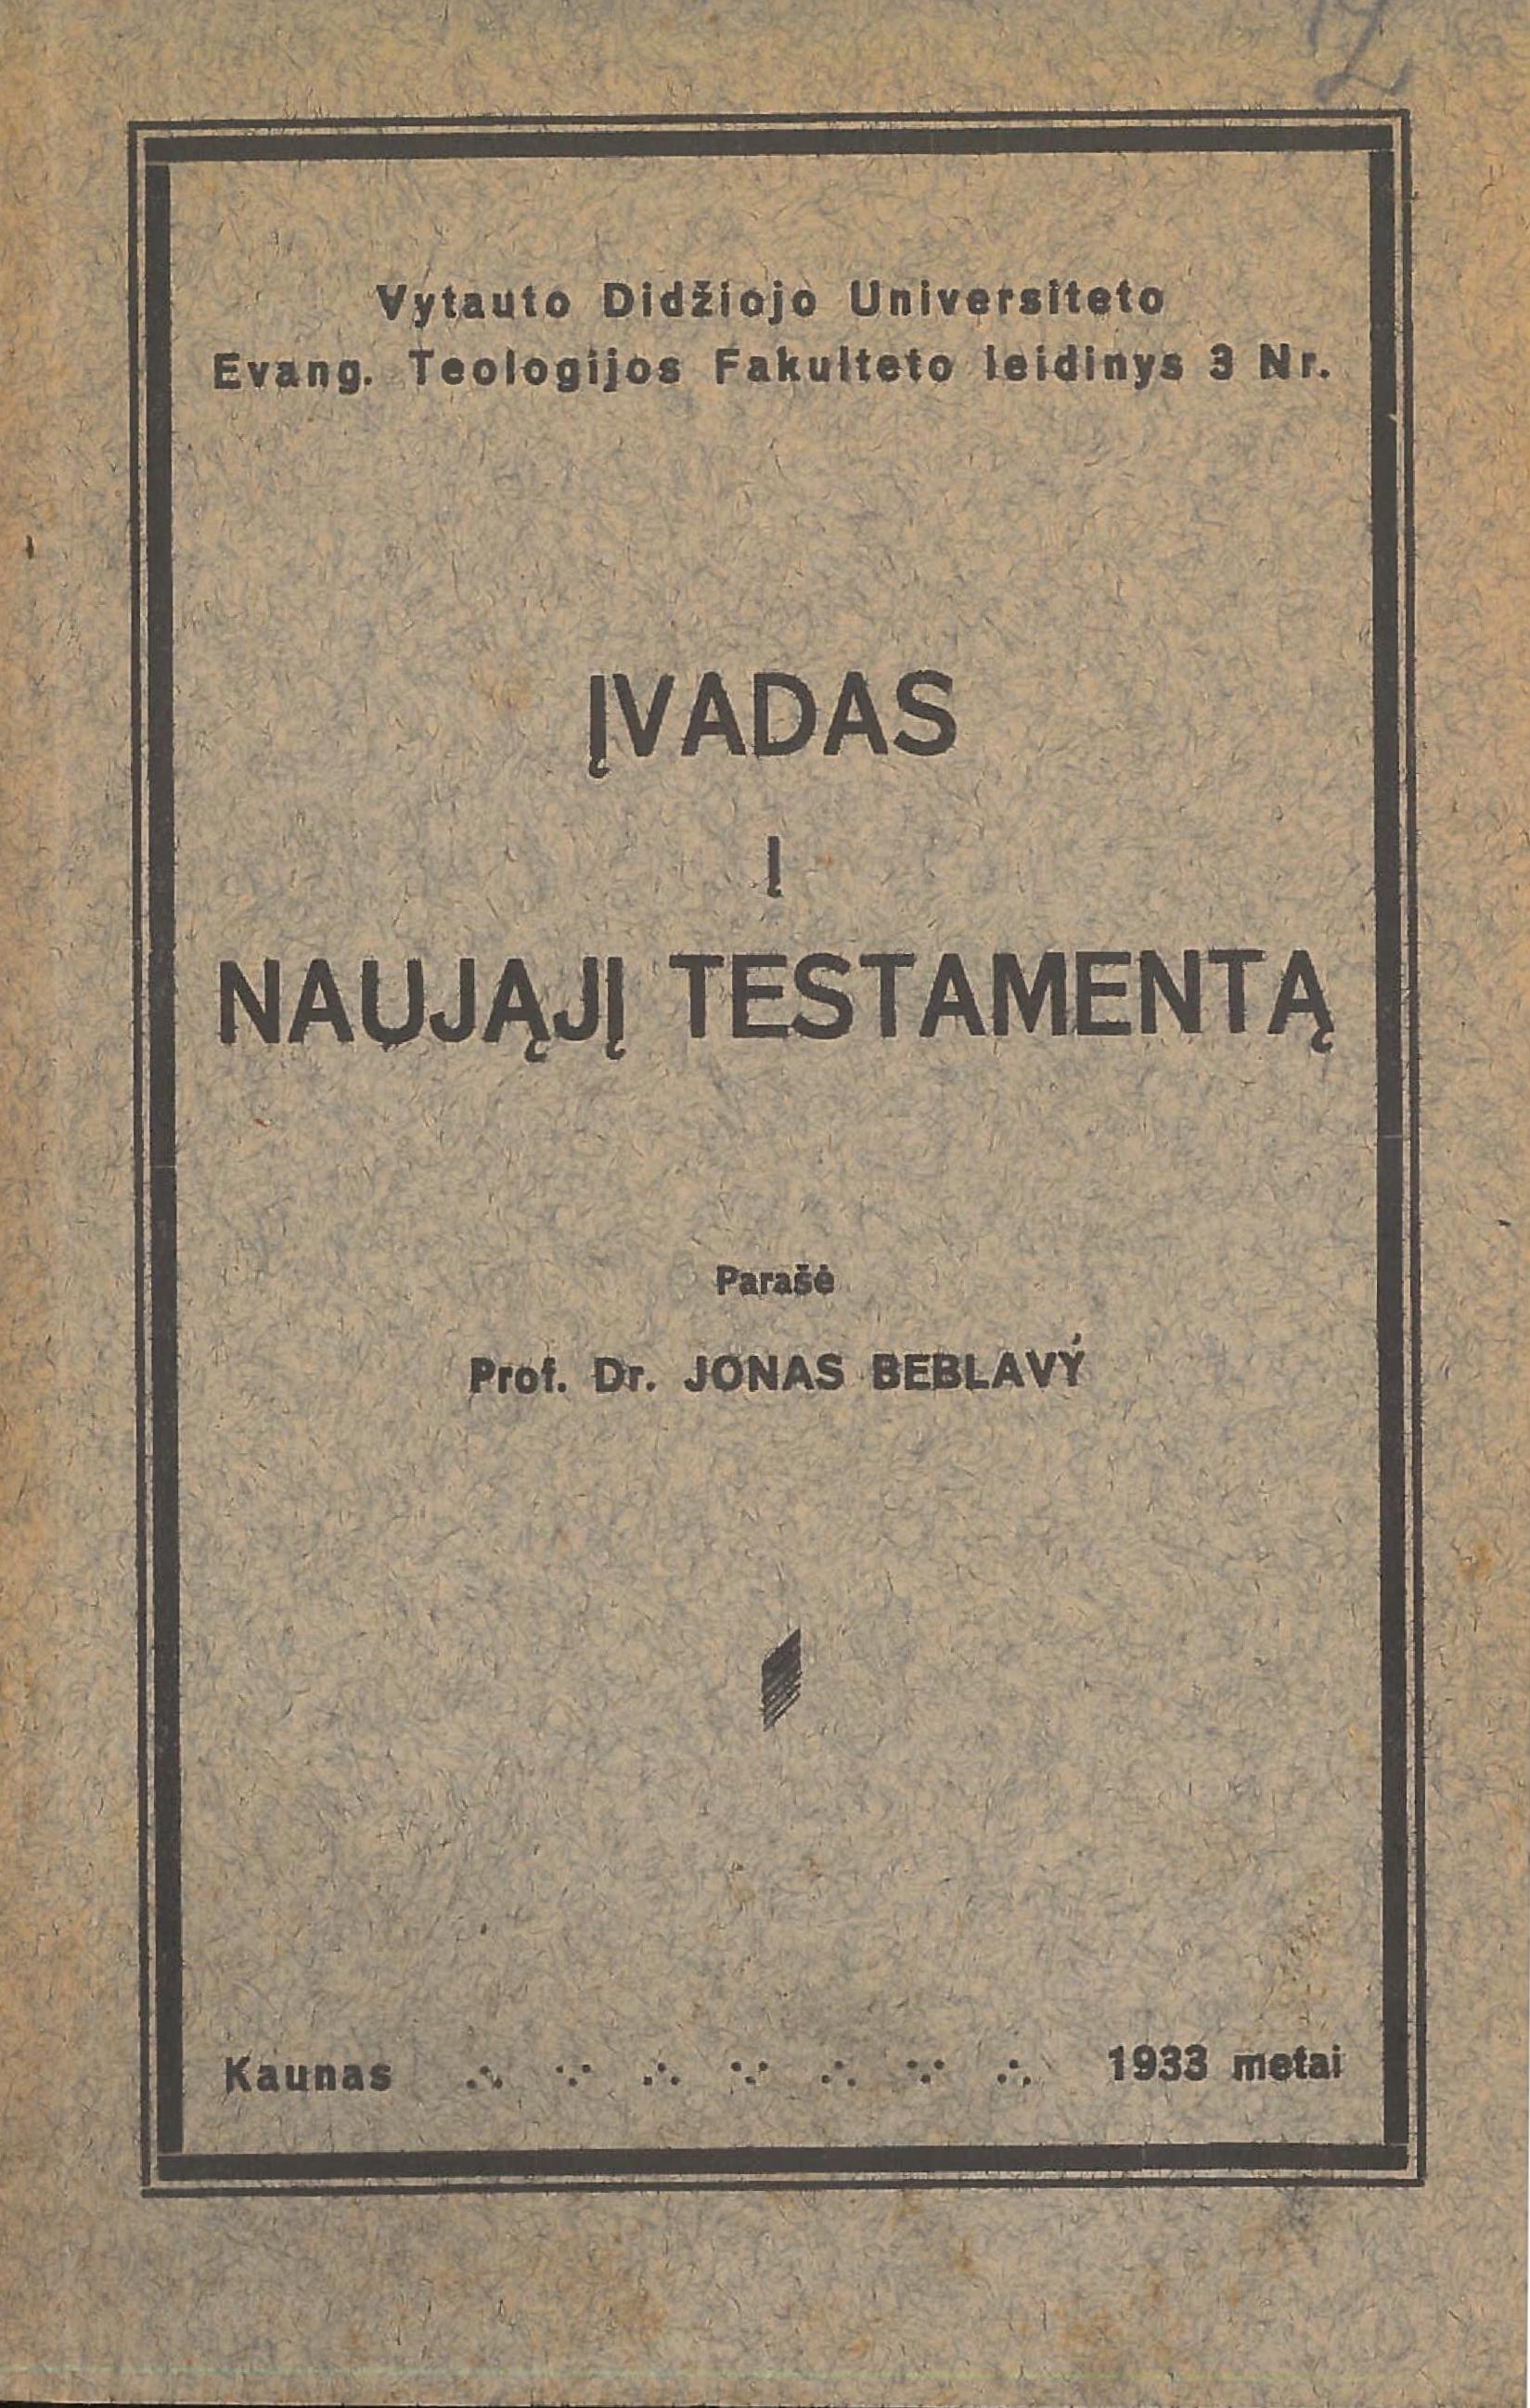 Vytauto Didžiojo Universiteto
Evang. Teologijos Fakulteto leidinys 3 Nr.
ĮVADAS
Į
NAUJĄJĮ TESTAMENTĄ
Parašė
Prof. Dr. JONAS BEBLAVÝ
Kaunas 1933 metai